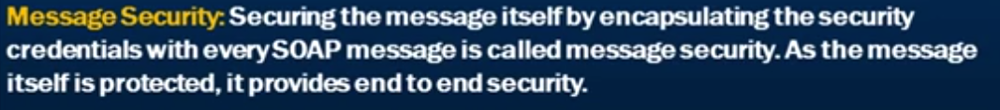 Message Security: Securing the message itself by encapsulating the security
credentials with every SOAP message is called message security. As the message
itself is protected, it provides end to end security.